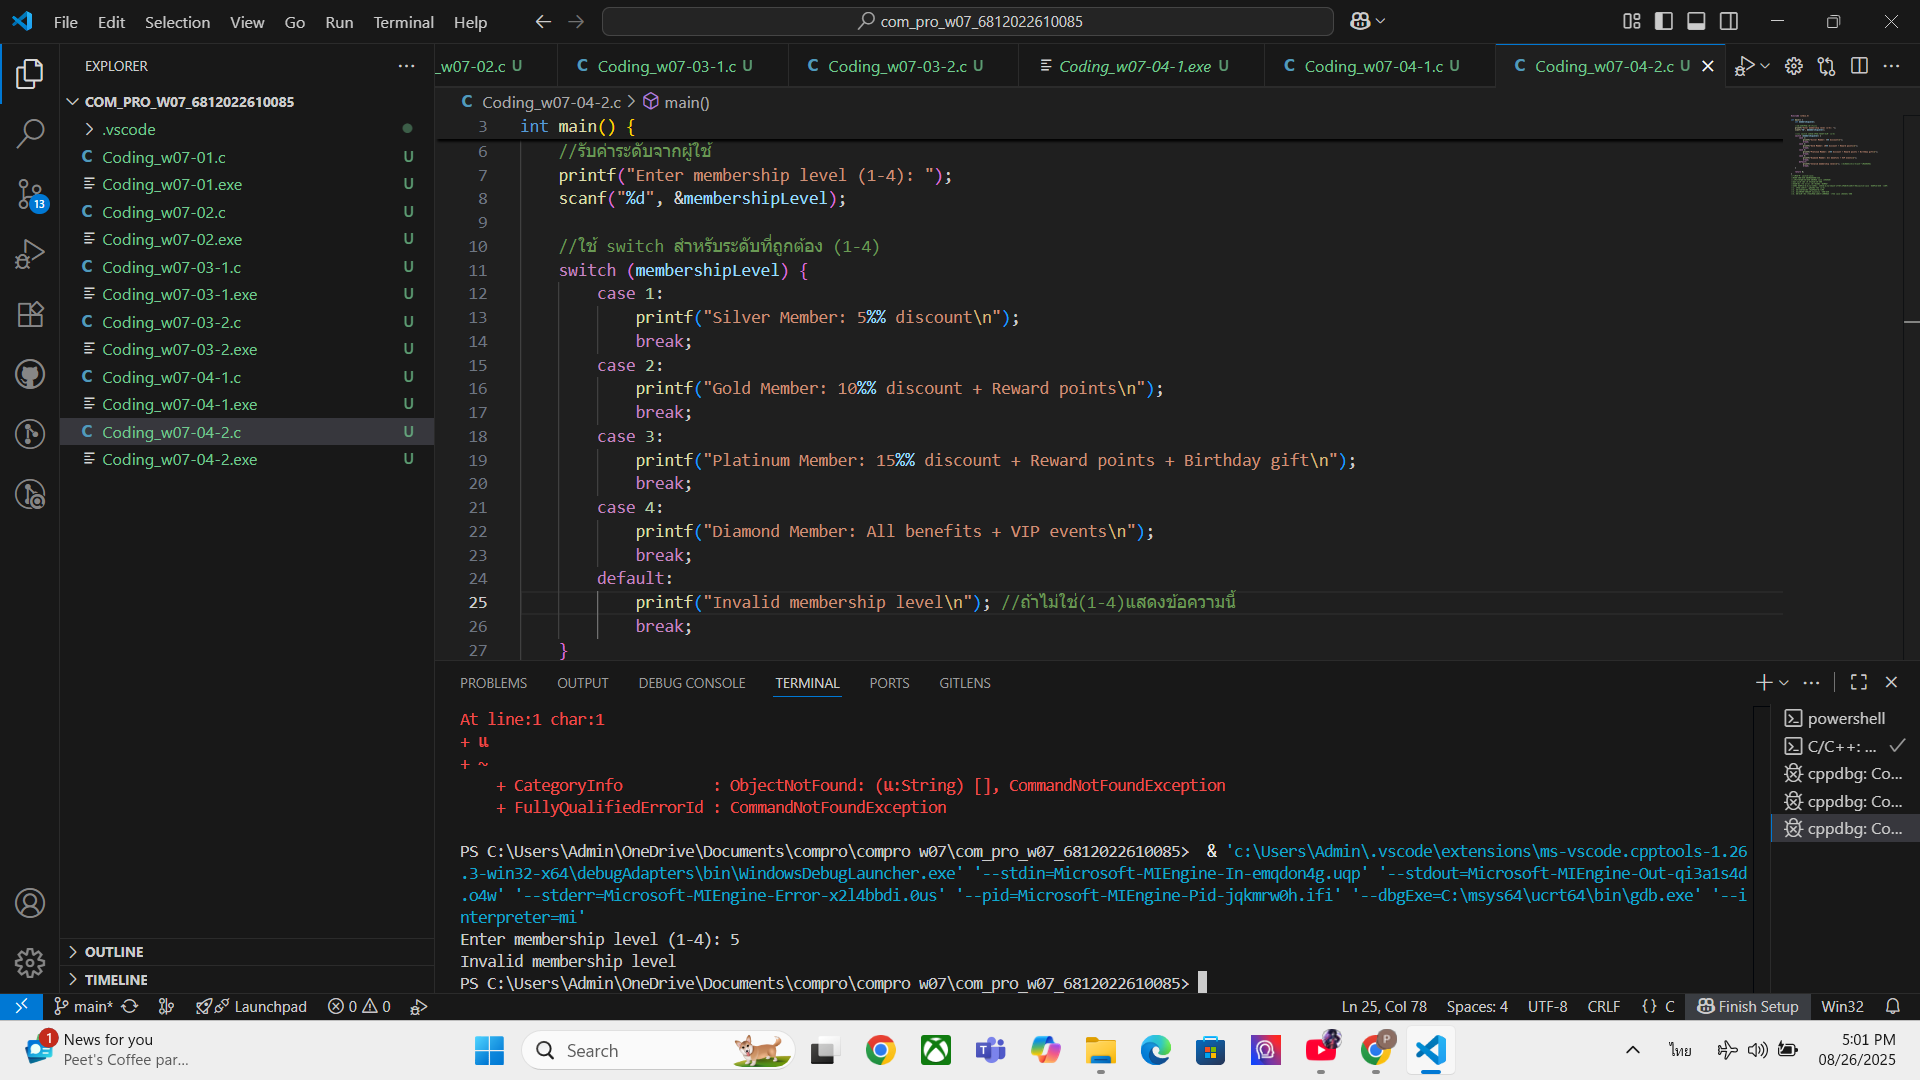 File Edit Selection View Go Run Terminal Help
com_pro_w07_6812022610085
EXPLORER
COM_PRO_W07_6812022610085
.vscode
Coding_w07-01.c U
Coding_w07-01.exe U
Coding_w07-02.c U
Coding_w07-02.exe U
Coding_w07-03-1.c U
Coding_w07-03-1.exe U
Coding_w07-03-2.c U
Coding_w07-03-2.exe U
Coding_w07-04-1.c U
Coding_w07-04-1.exe U
Coding_w07-04-2.c U
Coding_w07-04-2.exe U
13
OUTLINE
TIMELINE
_w07-02.c U
Coding_w07-03-1.c U
Coding_w07-03-2.c U
Coding_w07-04-1.exe U
Coding_w07-04-1.c U
Coding_w07-04-2.c U
Coding_w07-04-2.c > main()
3 int main() {
6 //รับค่าระดับจากผู้ใช้
7 printf("Enter membership level (1-4): ");
8 scanf("%d", &membershipLevel);
9
10 //ใช้ switch สำหรับระดับที่ถูกต้อง (1-4)
11 switch (membershipLevel) {
12 case 1:
13 printf("Silver Member: 5%% discount\n");
14 break;
15 case 2:
16 printf("Gold Member: 10%% discount + Reward points\n");
17 break;
18 case 3:
19 printf("Platinum Member: 15%% discount + Reward points + Birthday gift\n");
20 break;
21 case 4:
22 printf("Diamond Member: All benefits + VIP events\n");
23 break;
24 default:
25 printf("Invalid membership level\n"); //ถ้าไม่ใช่(1-4)แสดงข้อความนี้
26 break;
27 }
PROBLEMS OUTPUT DEBUG CONSOLE TERMINAL PORTS GITLENS
At line:1 char:1
+ แ
+ ~
+ CategoryInfo : ObjectNotFound: (แ:String) [], CommandNotFoundException
+ FullyQualifiedErrorId : CommandNotFoundException
PS C:\Users\Admin\OneDrive\Documents\compro\compro w07\com_pro_w07_6812022610085> & 'c:\Users\Admin\.vscode\extensions\ms-vscode.cpptools-1.26
.3-win32-x64\debugAdapters\bin\WindowsDebugLauncher.exe' '--stdin=Microsoft-MIEngine-In-emqdon4g.uqp' '--stdout=Microsoft-MIEngine-Out-qi3a1s4d
.o4w' '--stderr=Microsoft-MIEngine-Error-x2l4bbdi.0us' '--pid=Microsoft-MIEngine-Pid-jqkmrw0h.ifi' '--dbgExe=C:\msys64\ucrt64\bin\gdb.exe' '--i
nterpreter=mi'
Enter membership level (1-4): 5
Invalid membership level
PS C:\Users\Admin\OneDrive\Documents\compro\compro w07\com_pro_w07_6812022610085>
powershell
C/C++: ...
cppdbg: Co...
cppdbg: Co...
cppdbg: Co...
main* Launchpad 0 0
Ln 25, Col 78 Spaces: 4 UTF-8 CRLF {} C Finish Setup Win32
1
News for you
Peet's Coffee par...
Search
P
ไทย
5:01 PM
08/26/2025